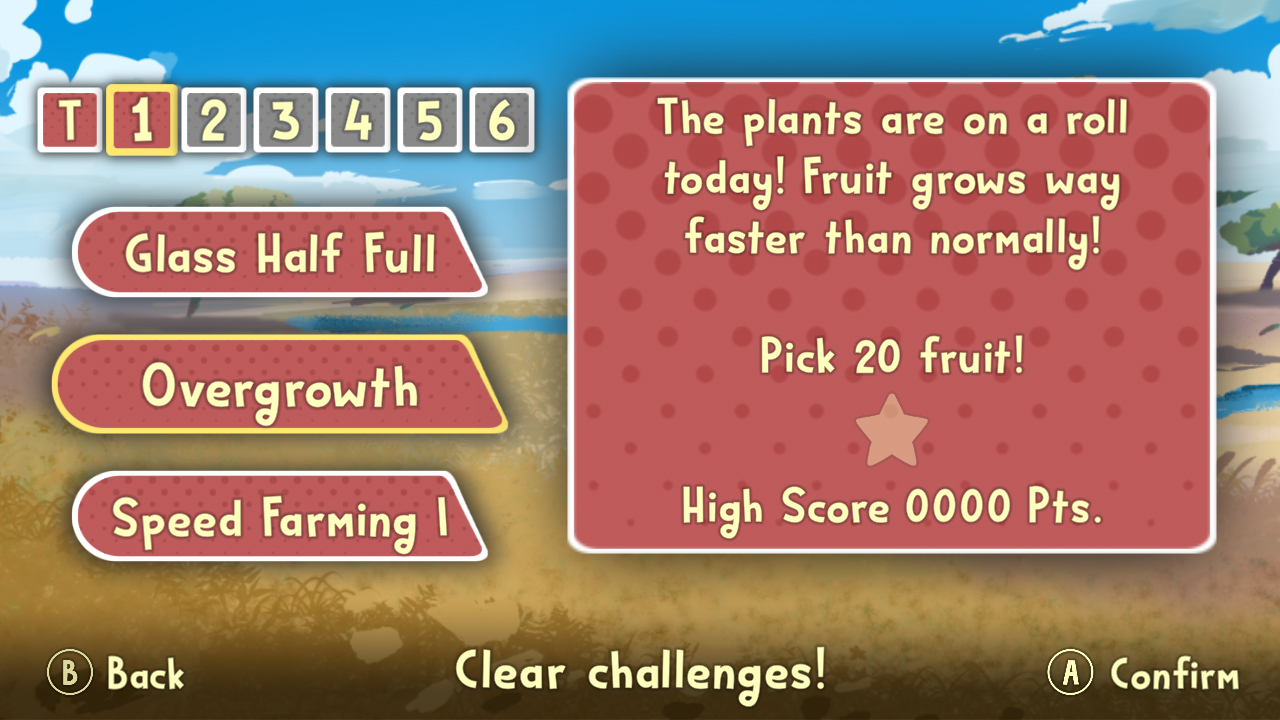 T 1 2 3 4 5 6
Glass Half Full
Overgrowth
Speed Farming 1
The plants are on a roll
today! Fruit grows way
faster than normally!
Pick 20 fruit!
High Score 0000 Pts.
B Back
Clear challenges!
A Confirm